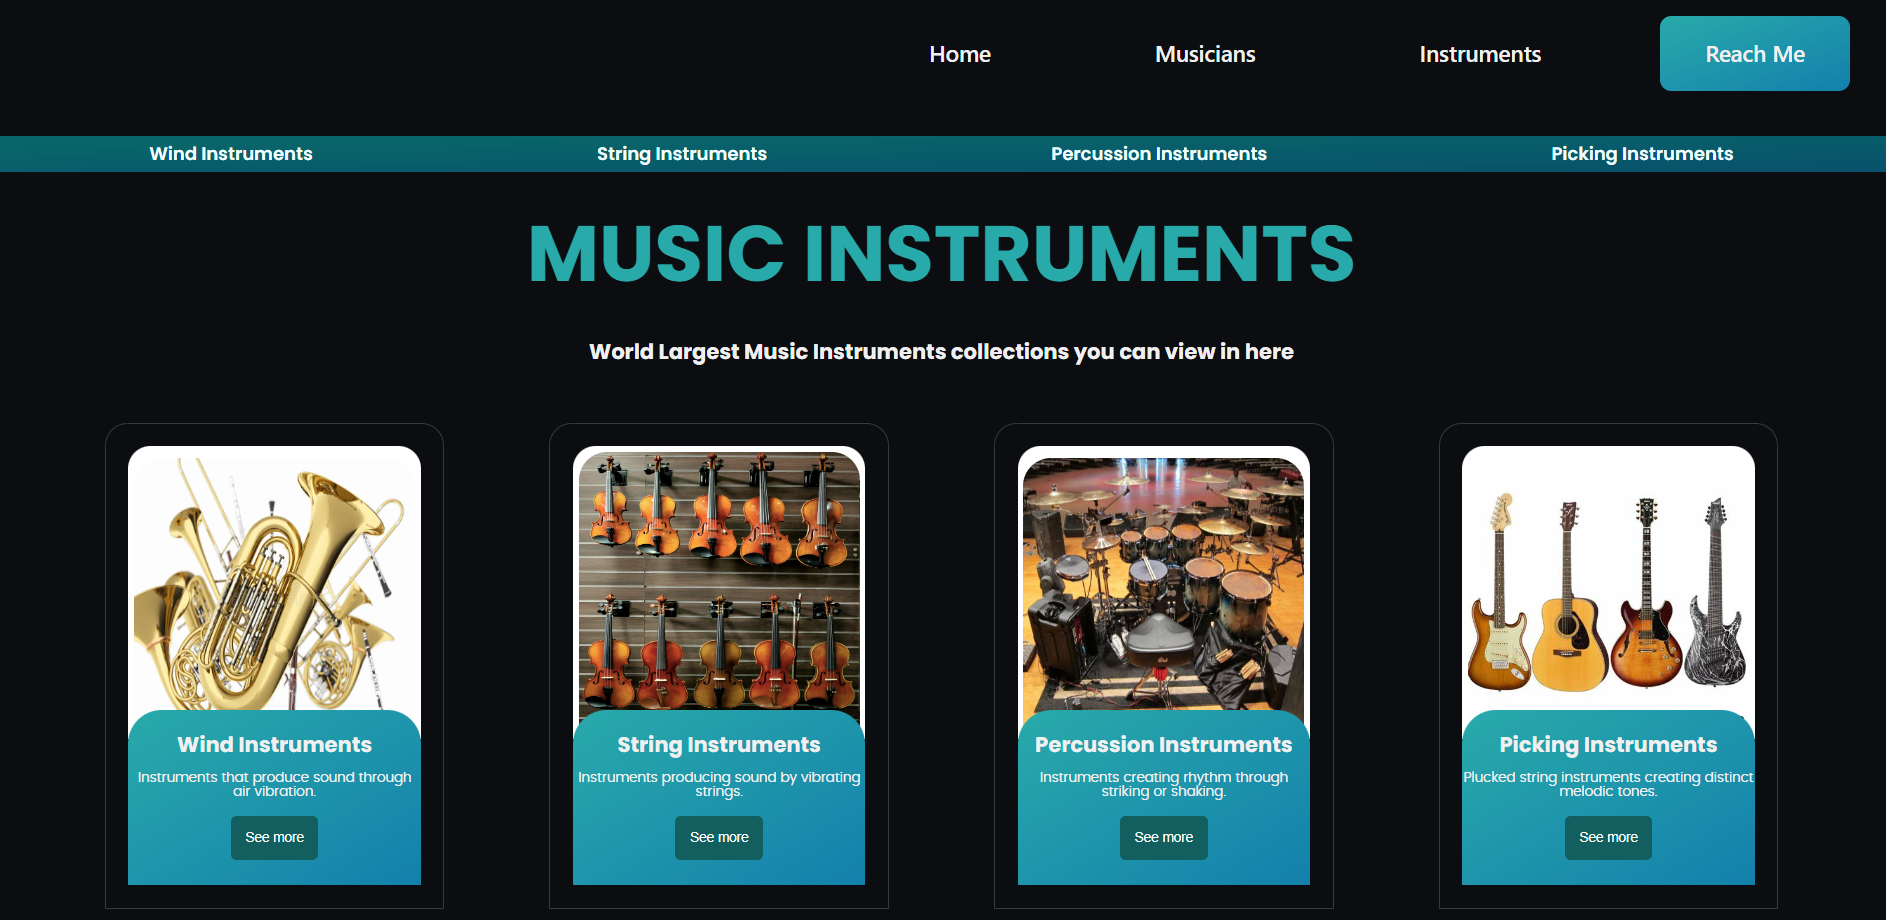 Home Musicians Instruments Reach Me
Wind Instruments String Instruments Percussion Instruments Picking Instruments
MUSIC INSTRUMENTS
World Largest Music Instruments collections you can view in here
Wind Instruments
Instruments that produce sound through
air vibration.
See more
String Instruments
Instruments producing sound by vibrating
strings.
See more
Percussion Instruments
Instruments creating rhythm through
striking or shaking.
See more
Picking Instruments
Plucked string instruments creating distinct
melodic tones.
See more